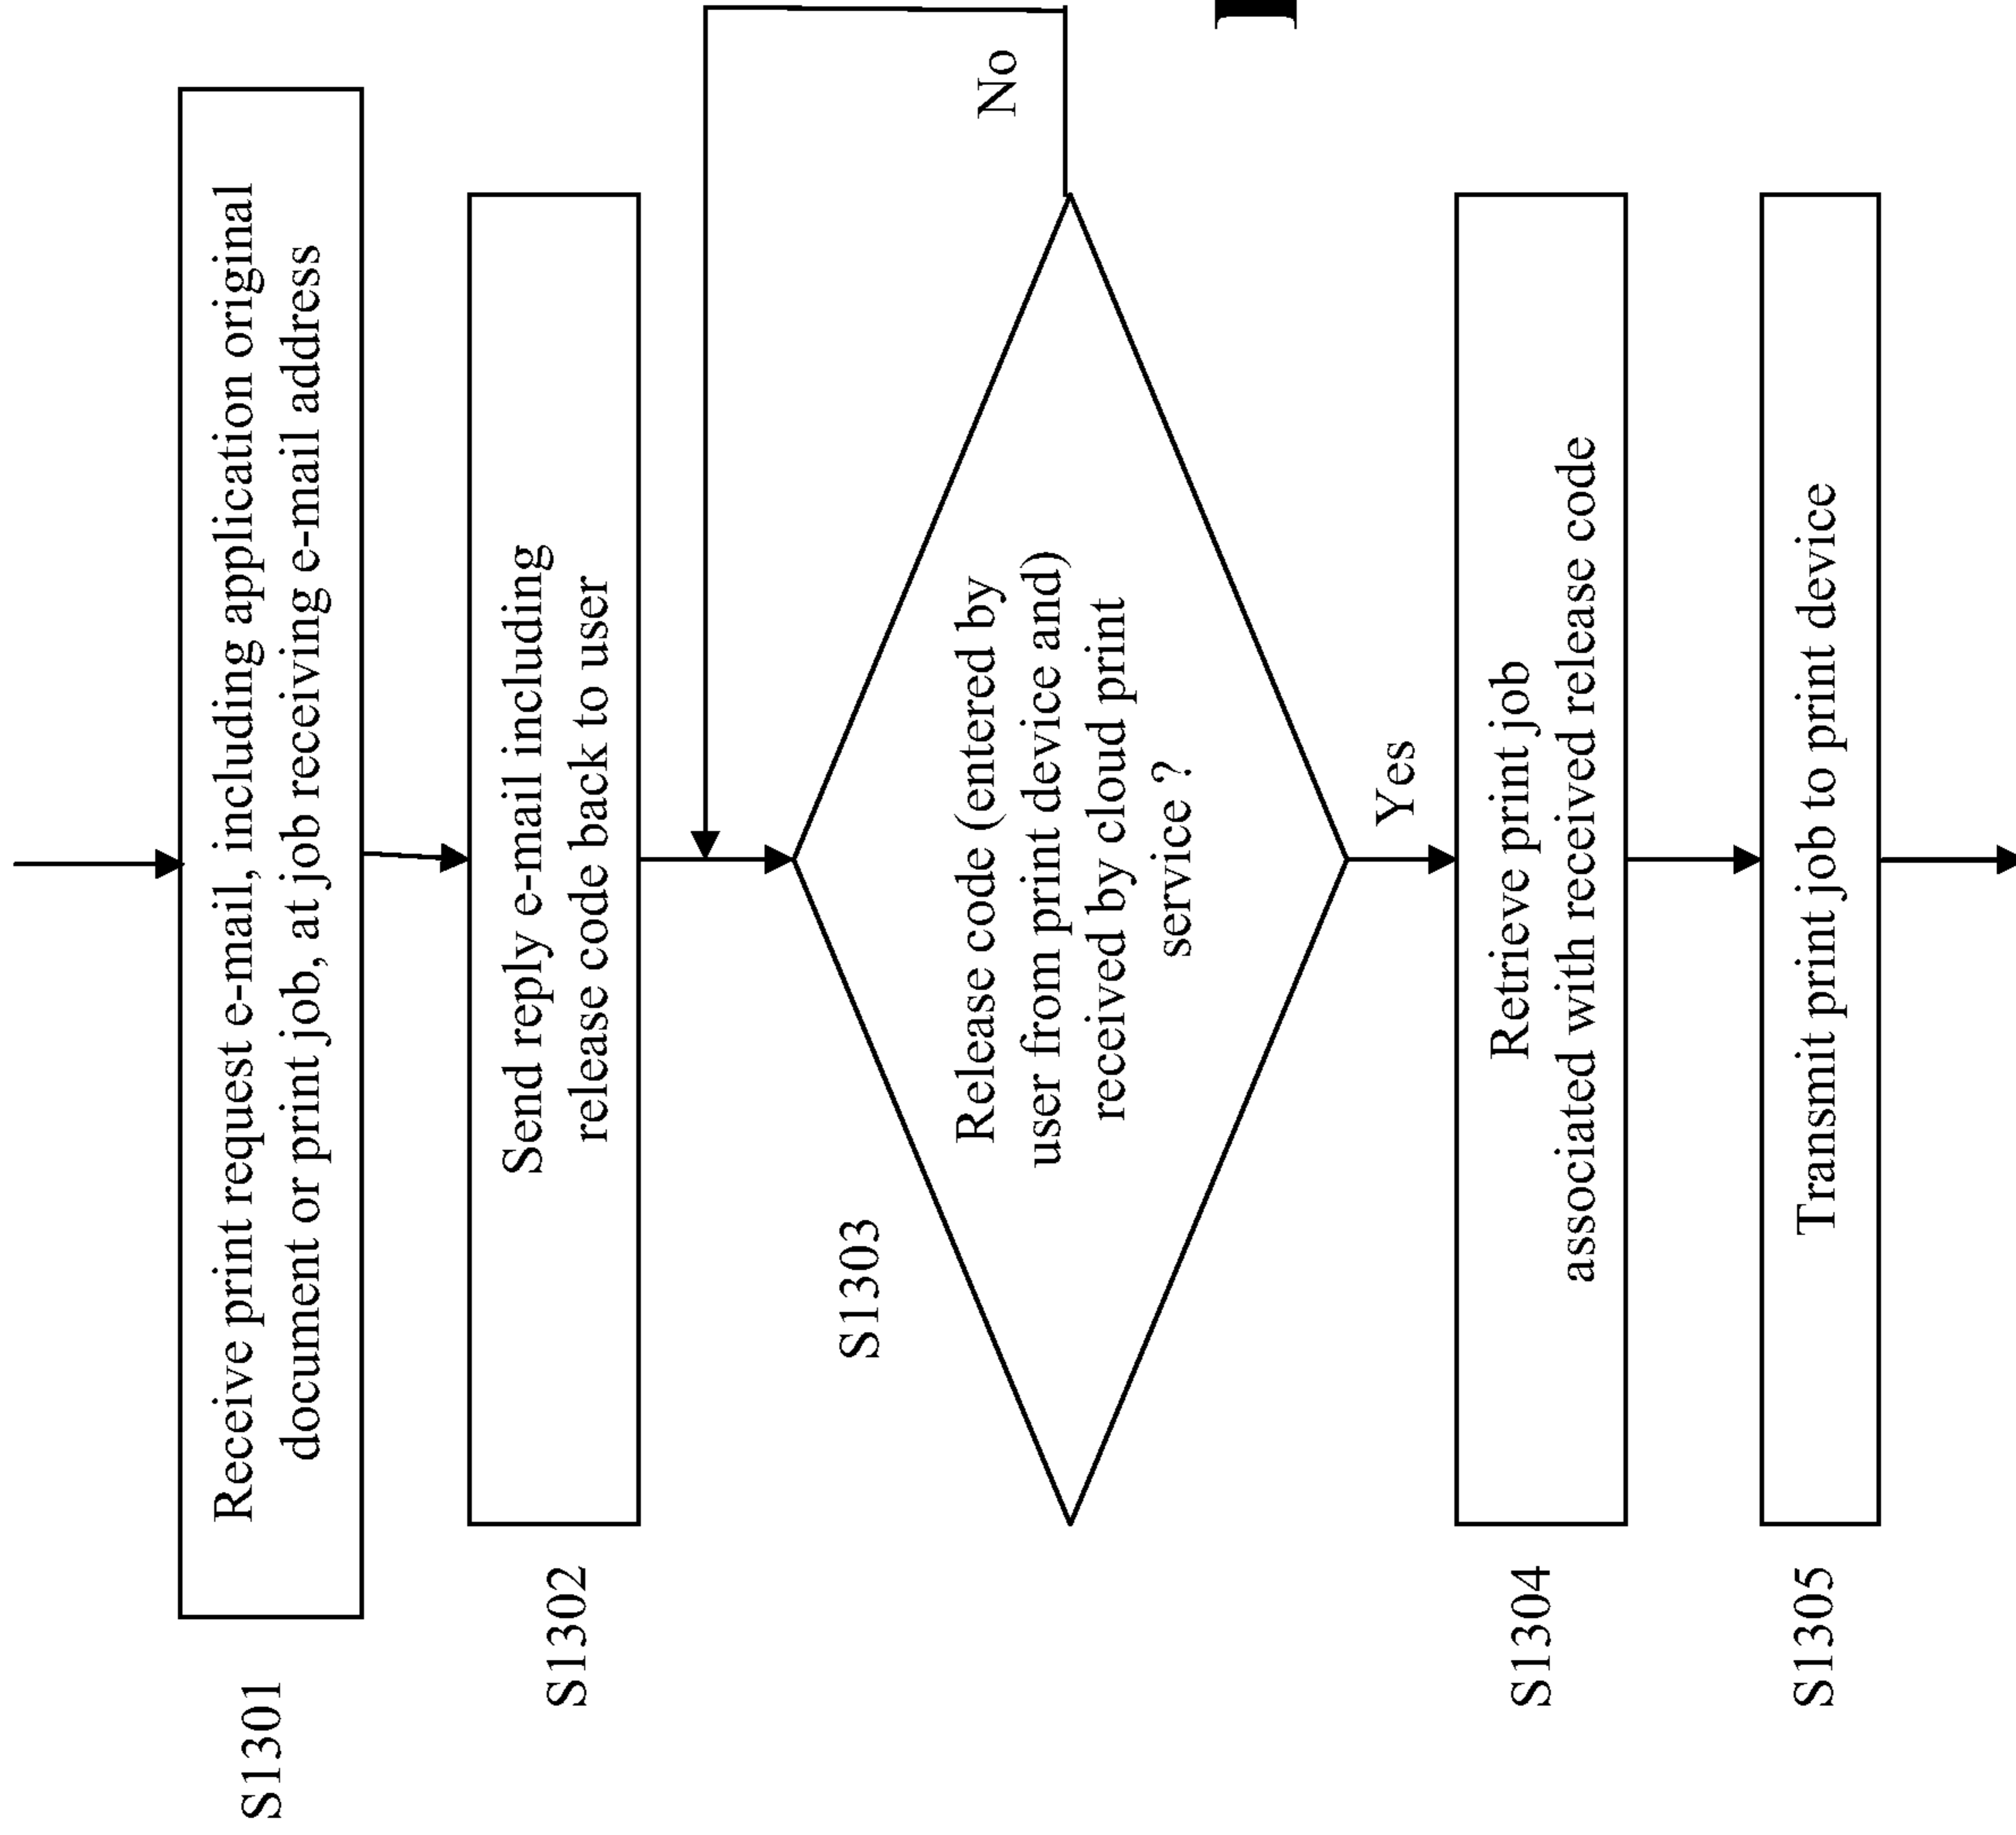 S1301
Receive print request e-mail, including application original
document or print job, at job receiving e-mail address
S1302
Send reply e-mail including
release code back to user
S1303
Release code (entered by
user from print device and)
received by cloud print
service ?
No
Yes
S1304
Retrieve print job
associated with received release code
S1305
Transmit print job to print device